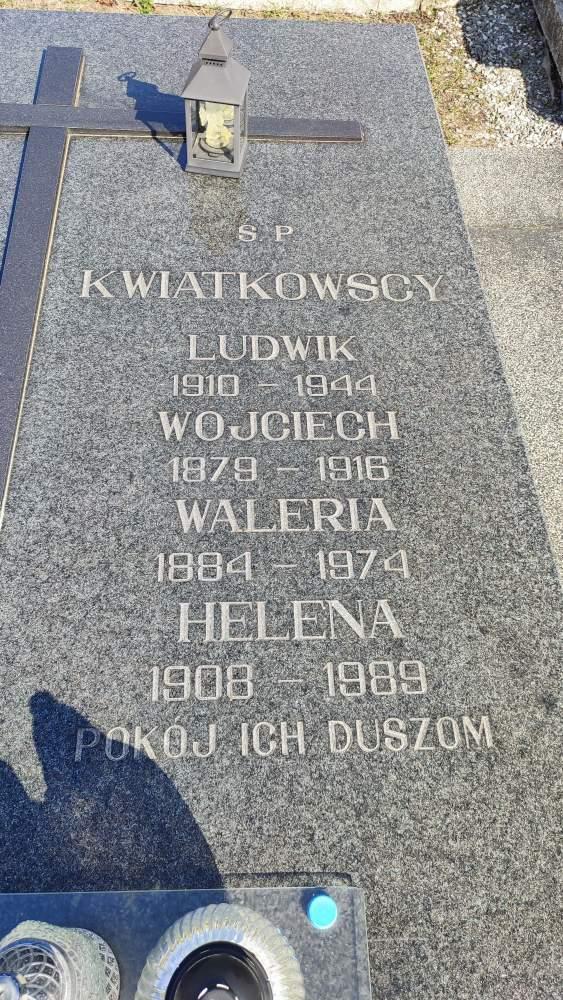 Ś P
KWIATKOWSCY
LUDWIK
1910 – 1944
WOJCIECH
1879 – 1916
WALERIA
1884 – 1974
HELENA
1908 – 1989
POKÓJ ICH DUSZOM